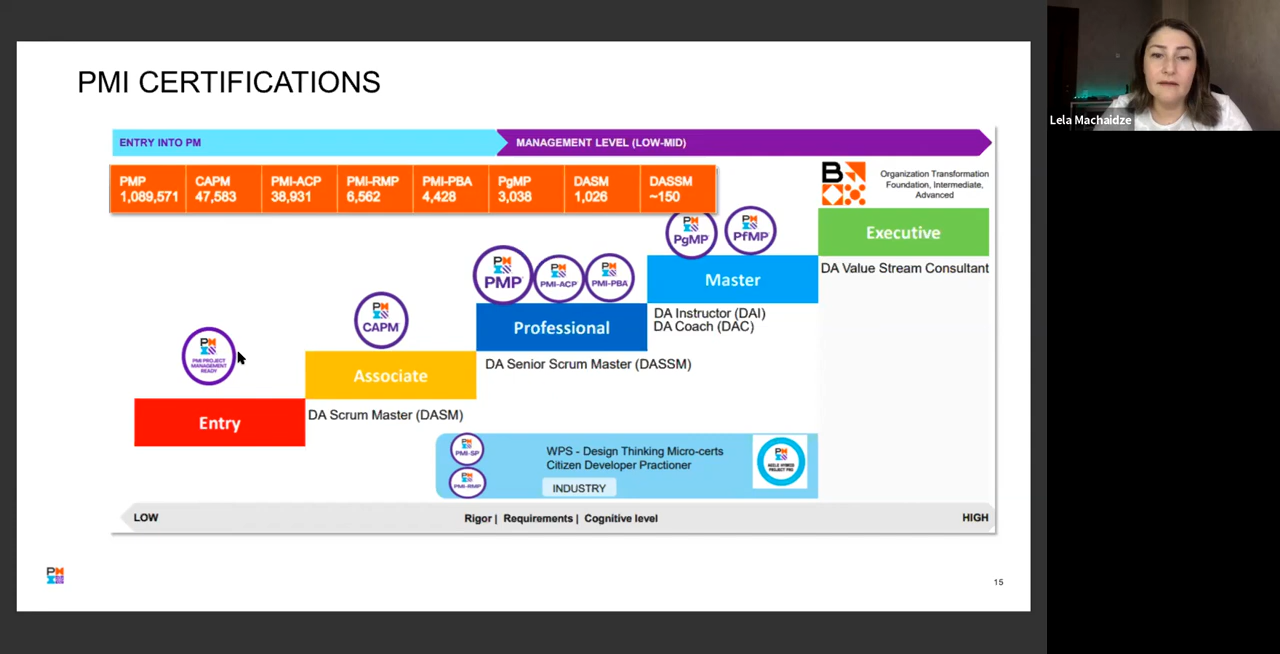 PMI CERTIFICATIONS
Lela Machaidze
ENTRY INTO PM
MANAGEMENT LEVEL (LOW-MID)
PMP CAPM PMI-ACP PMI-RMP PMI-PBA PgMP DASM DASSM
1,089,571 47,583 38,931 6,562 4,428 3,038 1,026 ~150
Organization Transformation
Foundation, Intermediate,
Advanced
PgMP
PfMP
Executive
DA Value Stream Consultant
PMP
PMI-ACP
PMI-PBA
Master
DA Instructor (DAI)
DA Coach (DAC)
CAPM
Professional
DA Senior Scrum Master (DASSM)
PMI PROJECT
MANAGEMENT
READY
Associate
DA Scrum Master (DASM)
Entry
PMI-SP
PMI-RMP
WPS - Design Thinking Micro-certs
Citizen Developer Practioner
INDUSTRY
AGILE HYBRID
PROJECT PRO
LOW
Rigor | Requirements | Cognitive level
HIGH
15